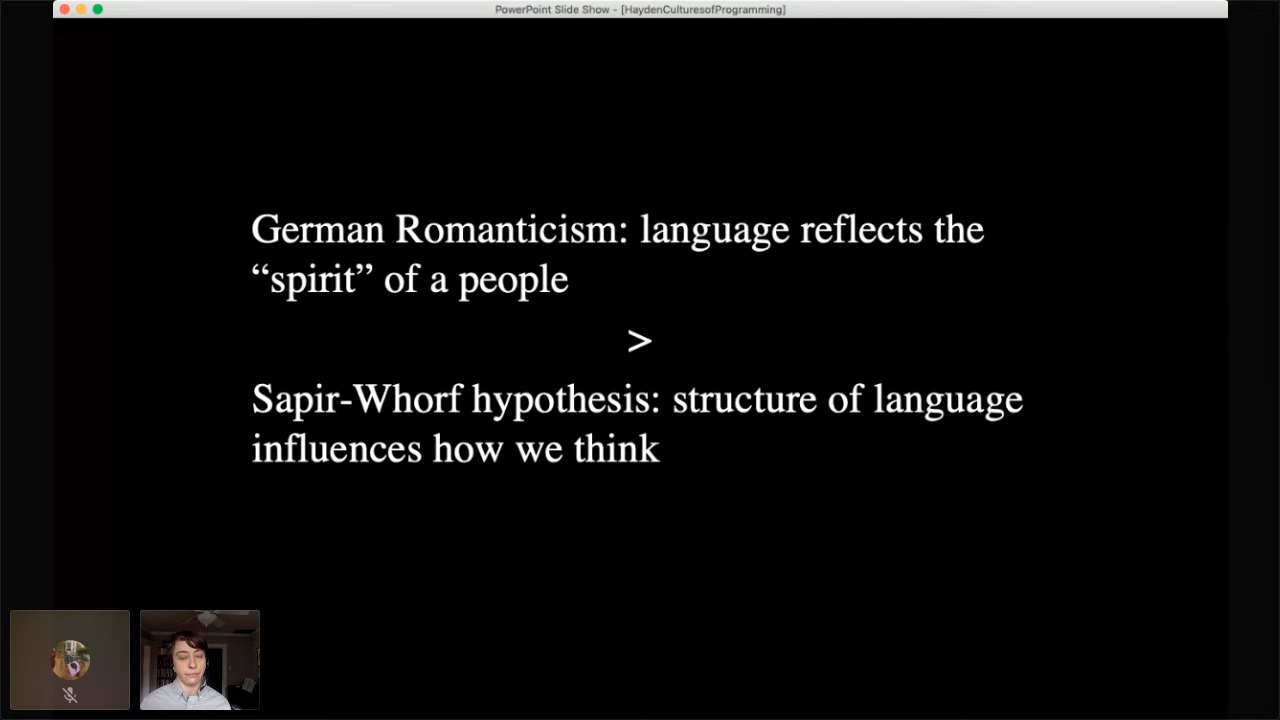 PowerPoint Slide Show - [HaydenCulturesofProgramming]
German Romanticism: language reflects the
“spirit” of a people
>
Sapir-Whorf hypothesis: structure of language
influences how we think